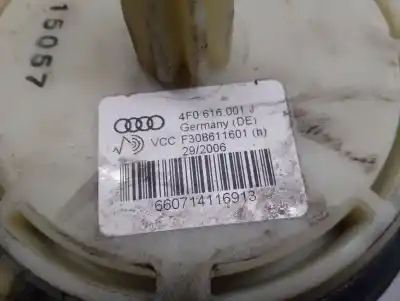 15057
4F0 616 001 J
Germany (DE)
VCC F308611601 (B)
29/2006
660714116913